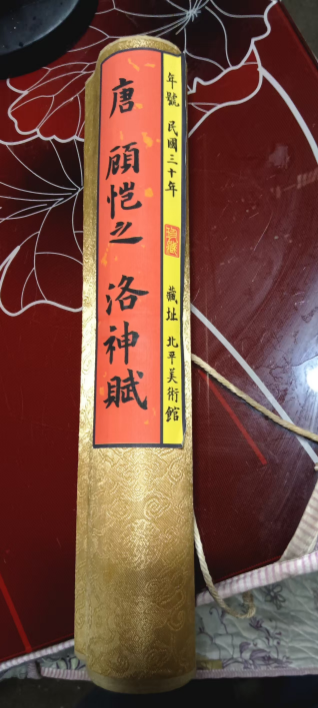 唐 顾恺之 洛神賦
年號 民國三十年
藏址 北平美術館